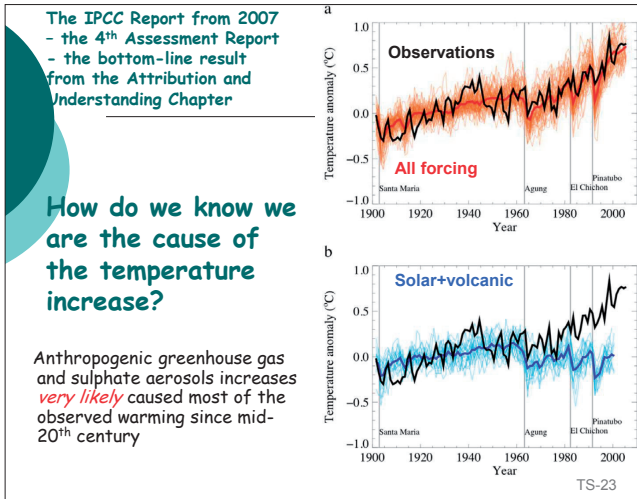 The IPCC Report from 2007
- the 4th Assessment Report
- the bottom-line result
from the Attribution and
Understanding Chapter
How do we know we
are the cause of
the temperature
increase?
Anthropogenic greenhouse gas
and sulphate aerosols increases
very likely caused most of the
observed warming since mid-
20th century
a
Temperature anomaly (°C)
1.0
0.5
0.0
-0.5
-1.0
Observations
All forcing
Santa Maria
Agung
El Chichon
Pinatubo
1900 1920 1940 1960 1980 2000
Year
b
Temperature anomaly (°C)
1.0
0.5
0.0
-0.5
-1.0
Solar+volcanic
Santa Maria
Agung
El Chichon
Pinatubo
1900 1920 1940 1960 1980 2000
Year
TS-23